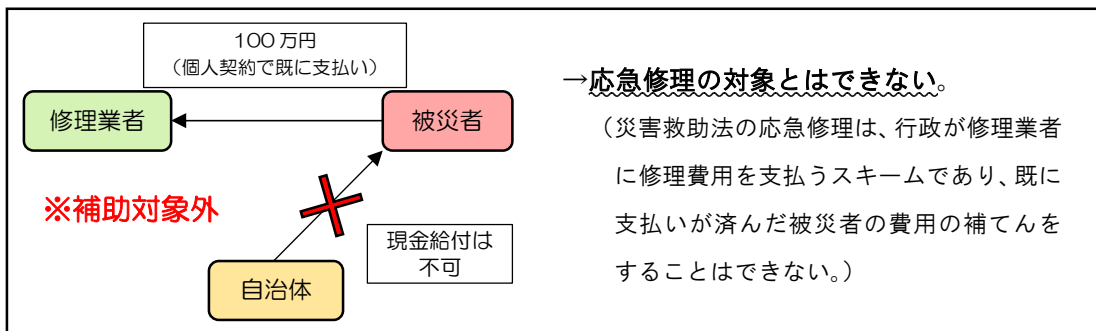 100万円
（個人契約で既に支払い）
修理業者
被災者
※補助対象外
現金給付は
不可
自治体
→応急修理の対象とはできない。
（災害救助法の応急修理は、行政が修理業者
に修理費用を支払うスキームであり、既に
支払いが済んだ被災者の費用の補てんを
することはできない。）